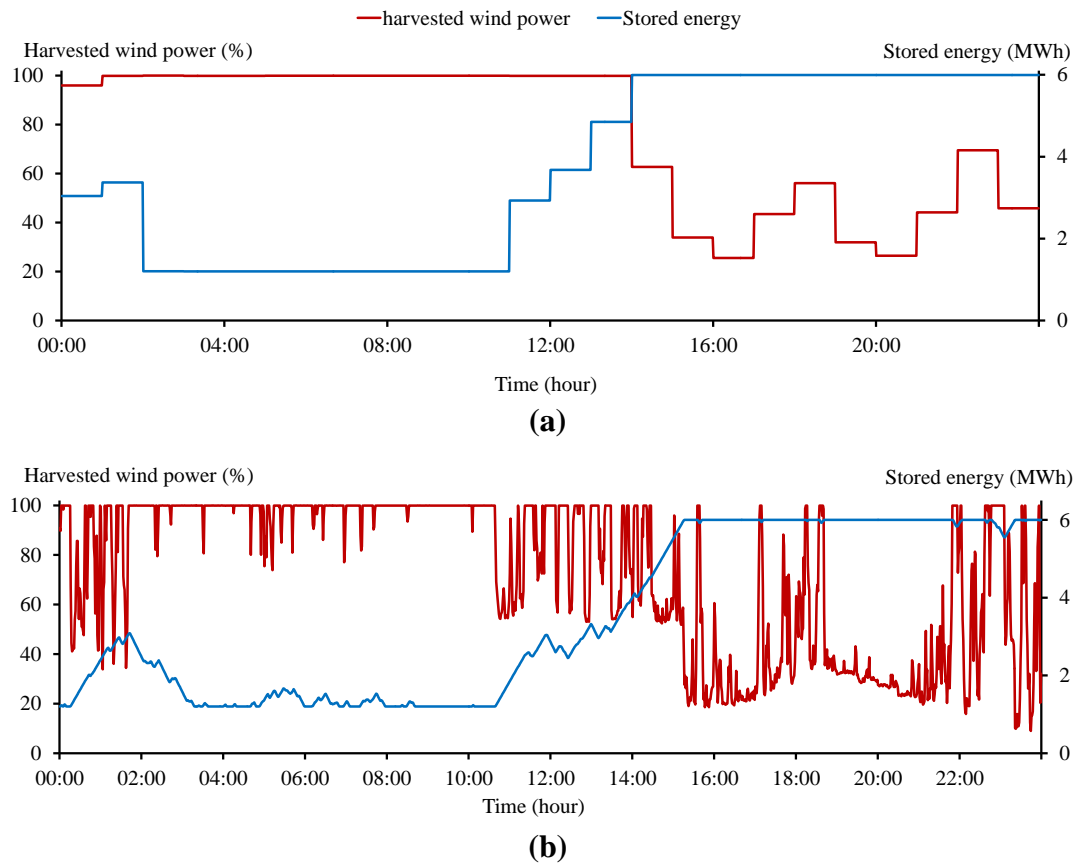 harvested wind power Stored energy
Harvested wind power (%) Stored energy (MWh)
100 6
80
60 4
40 2
20
0 0
00:00 04:00 08:00 12:00 16:00 20:00
Time (hour)
(a)
Harvested wind power (%) Stored energy (MWh)
100 6
80
60 4
40 2
20
0 0
00:00 02:00 04:00 06:00 08:00 10:00 12:00 14:00 16:00 18:00 20:00 22:00
Time (hour)
(b)